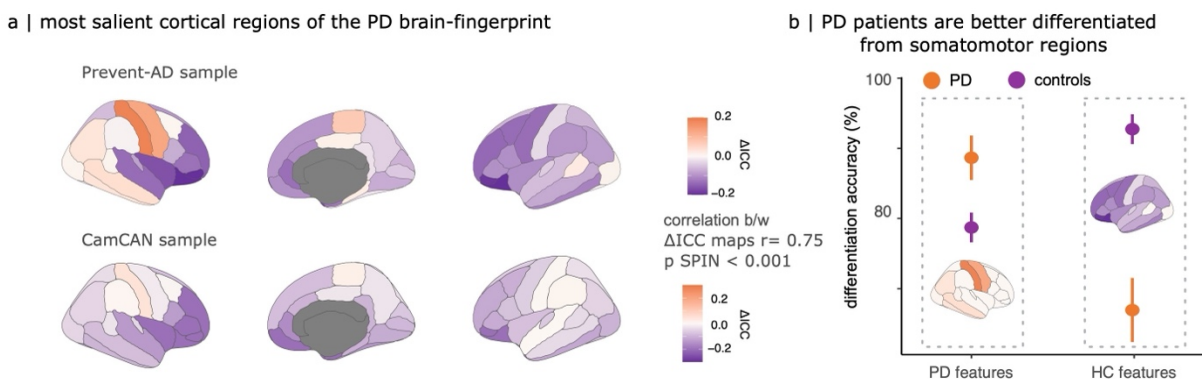 a | most salient cortical regions of the PD brain-fingerprint
Prevent-AD sample
CamCAN sample
0.2
0.0
−0.2
ΔICC
correlation b/w
ΔICC maps r= 0.75
p SPIN < 0.001
0.2
0.0
−0.2
ΔICC
b | PD patients are better differentiated
from somatomotor regions
PD
controls
100
80
differentiation accuracy (%)
PD features
HC features